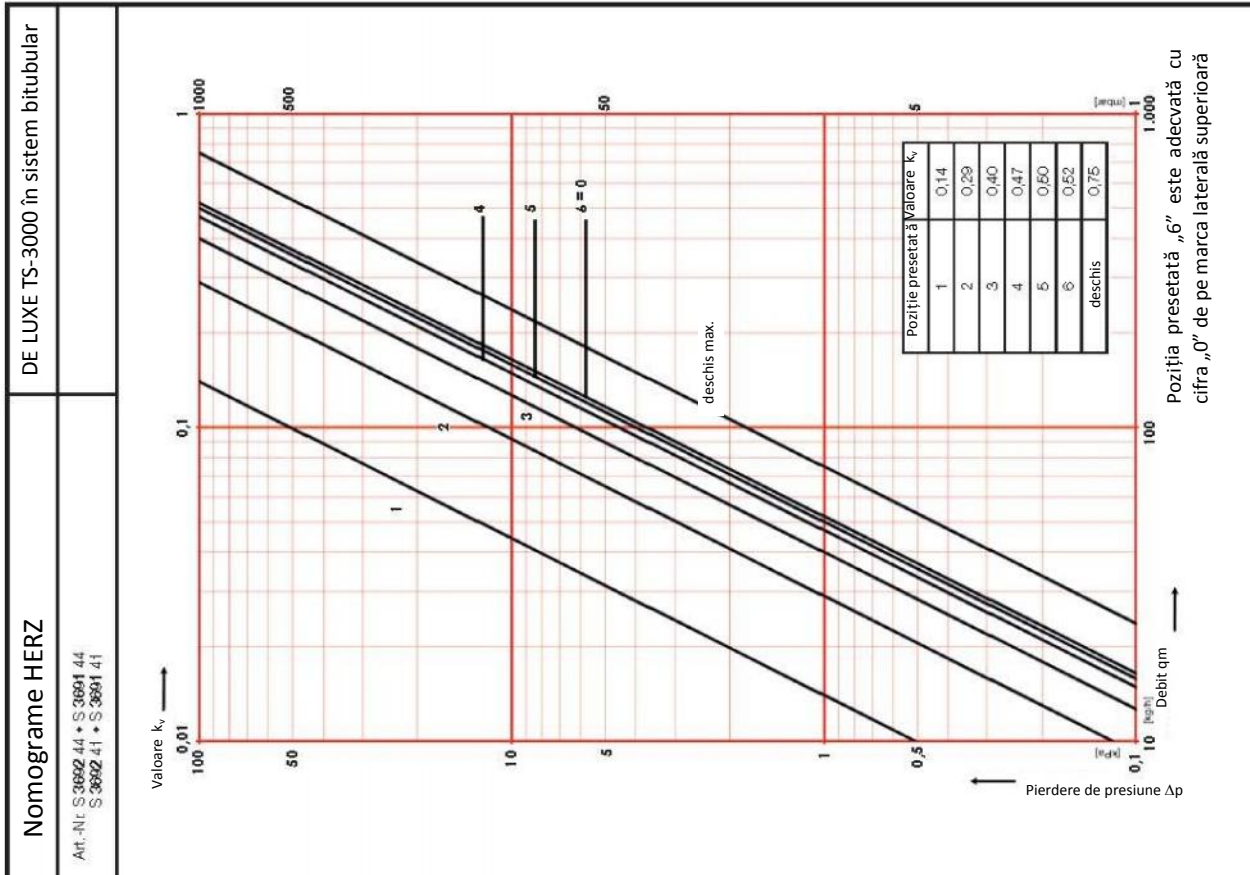 Nomograme HERZ
DE LUXE TS-3000 în sistem bitubular
Art.-Nr. S 3692 44 + S 3691 44
S 3692 41 + S 3691 41
Valoare kᵥ
0,01
0,1
1
100
50
10
5
1
0,5
0,1
[kPa]
1000
500
50
5
1
[mbar]
1
2
3
4
5
6 = 0
deschis max.
Poziție presetată Valoare kᵥ
1 0,14
2 0,29
3 0,40
4 0,47
5 0,50
6 0,52
deschis 0,75
10 [kg/h]
100
1.000
Debit qm
Pierdere de presiune Δp
Poziția presetată „6” este adecvată cu
cifra „0” de pe marca laterală superioară